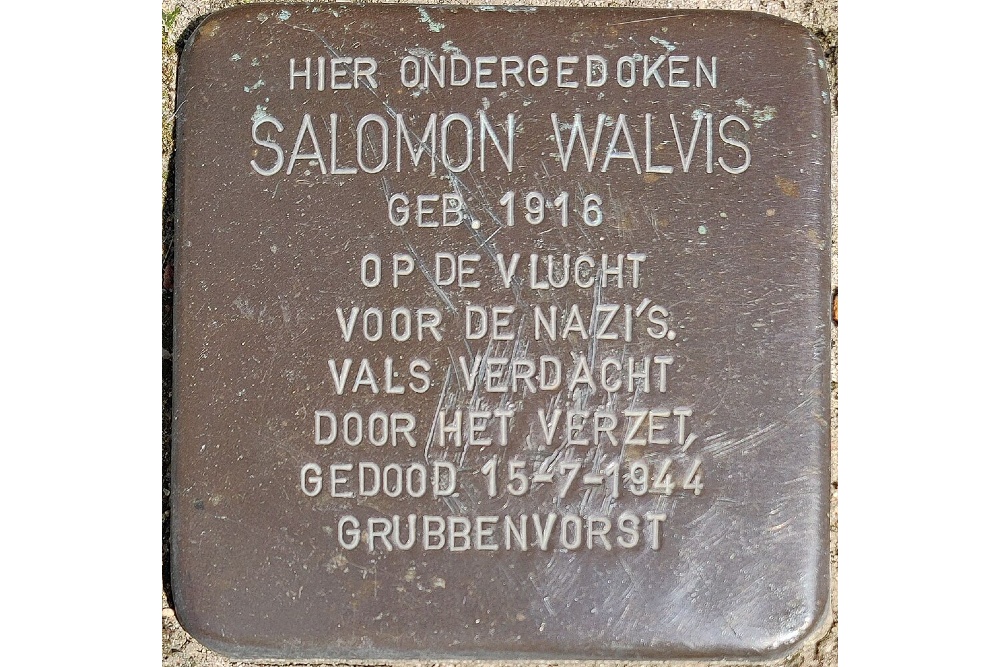 HIER ONDERGEDOKEN
SALOMON WALVIS
GEB. 1916
OP DE VLUCHT
VOOR DE NAZI'S.
VALS VERDACHT
DOOR HET VERZET,
GEDOOD 15-7-1944
GRUBBENVORST